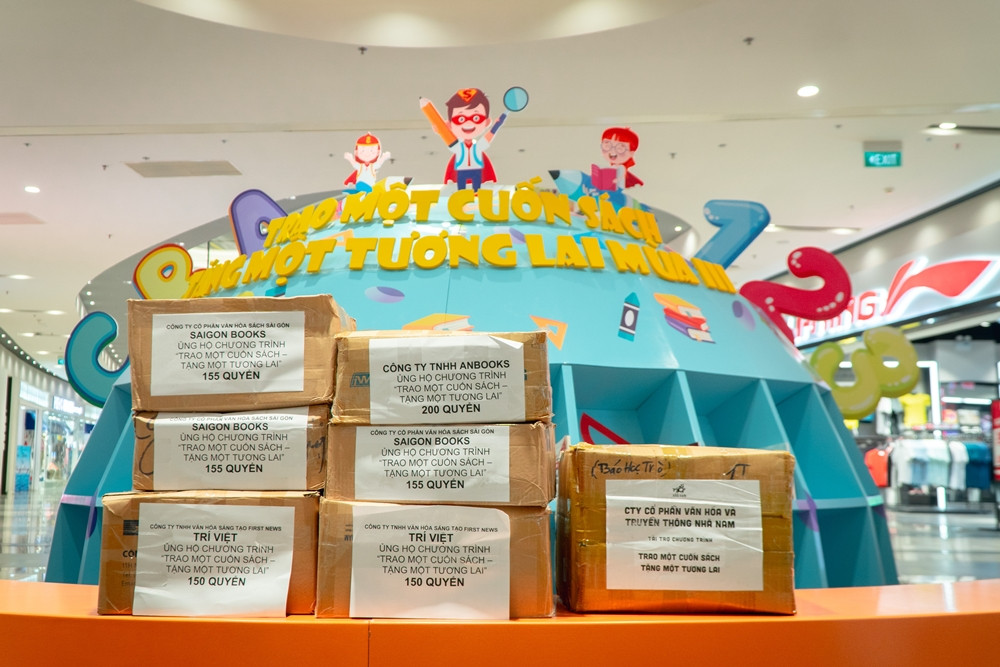 EXIT
TRAO MỘT CUỐN SÁCH
TẶNG MỘT TƯƠNG LAI MÙA III
CÔNG TY CỔ PHẦN VĂN HÓA SÁCH SÀI GÒN
SAIGON BOOKS
ỦNG HỘ CHƯƠNG TRÌNH
“TRAO MỘT CUỐN SÁCH –
TẶNG MỘT TƯƠNG LAI”
155 QUYỂN
CÔNG TY TNHH ANBOOKS
ỦNG HỘ CHƯƠNG TRÌNH
“TRAO MỘT CUỐN SÁCH –
TẶNG MỘT TƯƠNG LAI”
200 QUYỂN
CÔNG TY CỔ PHẦN VĂN HÓA SÁCH SÀI GÒN
SAIGON BOOKS
ỦNG HỘ CHƯƠNG TRÌNH
“TRAO MỘT CUỐN SÁCH –
TẶNG MỘT TƯƠNG LAI”
155 QUYỂN
CÔNG TY CỔ PHẦN VĂN HÓA SÁCH SÀI GÒN
SAIGON BOOKS
ỦNG HỘ CHƯƠNG TRÌNH
“TRAO MỘT CUỐN SÁCH –
TẶNG MỘT TƯƠNG LAI”
155 QUYỂN
CÔNG TY TNHH VĂN HÓA SÁNG TẠO FIRST NEWS
TRÍ VIỆT
ỦNG HỘ CHƯƠNG TRÌNH
“TRAO MỘT CUỐN SÁCH –
TẶNG MỘT TƯƠNG LAI”
150 QUYỂN
CÔNG TY TNHH VĂN HÓA SÁNG TẠO FIRST NEWS
TRÍ VIỆT
ỦNG HỘ CHƯƠNG TRÌNH
“TRAO MỘT CUỐN SÁCH –
TẶNG MỘT TƯƠNG LAI”
150 QUYỂN
(Báo Học Trò)
CTY CỔ PHẦN VĂN HÓA VÀ
TRUYỀN THÔNG NHÃ NAM
TÀI TRỢ CHƯƠNG TRÌNH
TRAO MỘT CUỐN SÁCH
TẶNG MỘT TƯƠNG LAI